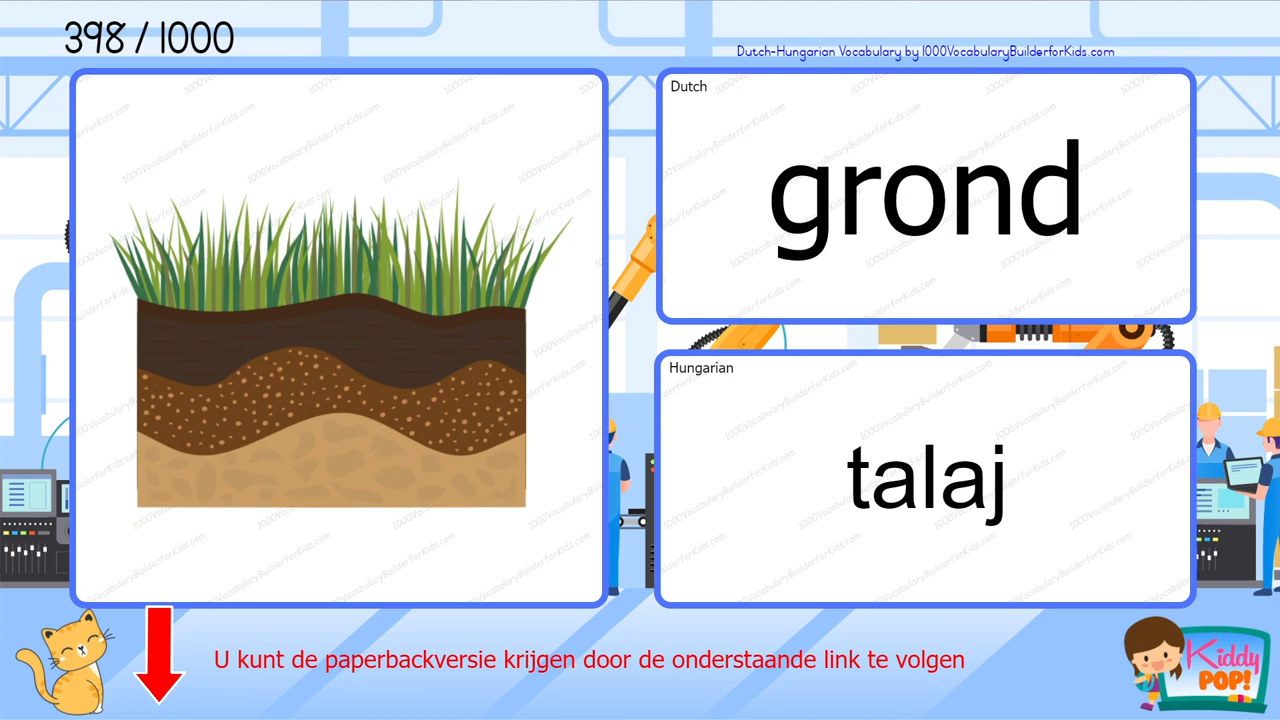 398 / 1000
Dutch-Hungarian Vocabulary by 1000VocabularyBuilderforKids.com
Dutch
grond
Hungarian
talaj
U kunt de paperbackversie krijgen door de onderstaande link te volgen
Kiddy
POP!